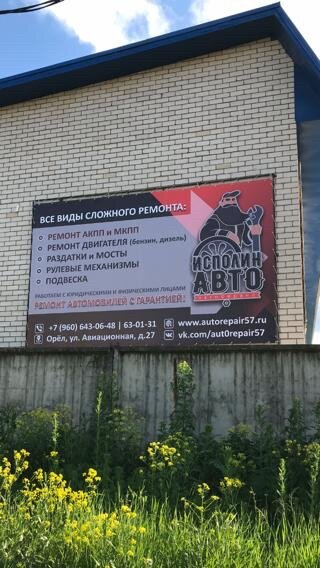 ВСЕ ВИДЫ СЛОЖНОГО РЕМОНТА:
РЕМОНТ АКПП и МКПП
РЕМОНТ ДВИГАТЕЛЯ (бензин, дизель)
РАЗДАТКИ и МОСТЫ
РУЛЕВЫЕ МЕХАНИЗМЫ
ПОДВЕСКА
РАБОТАЕМ С ЮРИДИЧЕСКИМИ И ФИЗИЧЕСКИМИ ЛИЦАМИ
РЕМОНТ АВТОМОБИЛЕЙ С ГАРАНТИЕЙ!
ИСПОЛИН
АВТО
+7 (960) 643-06-48 | 63-01-31
Орёл, ул. Авиационная, д.27
www.autorepair57.ru
vk.com/aut0repair57